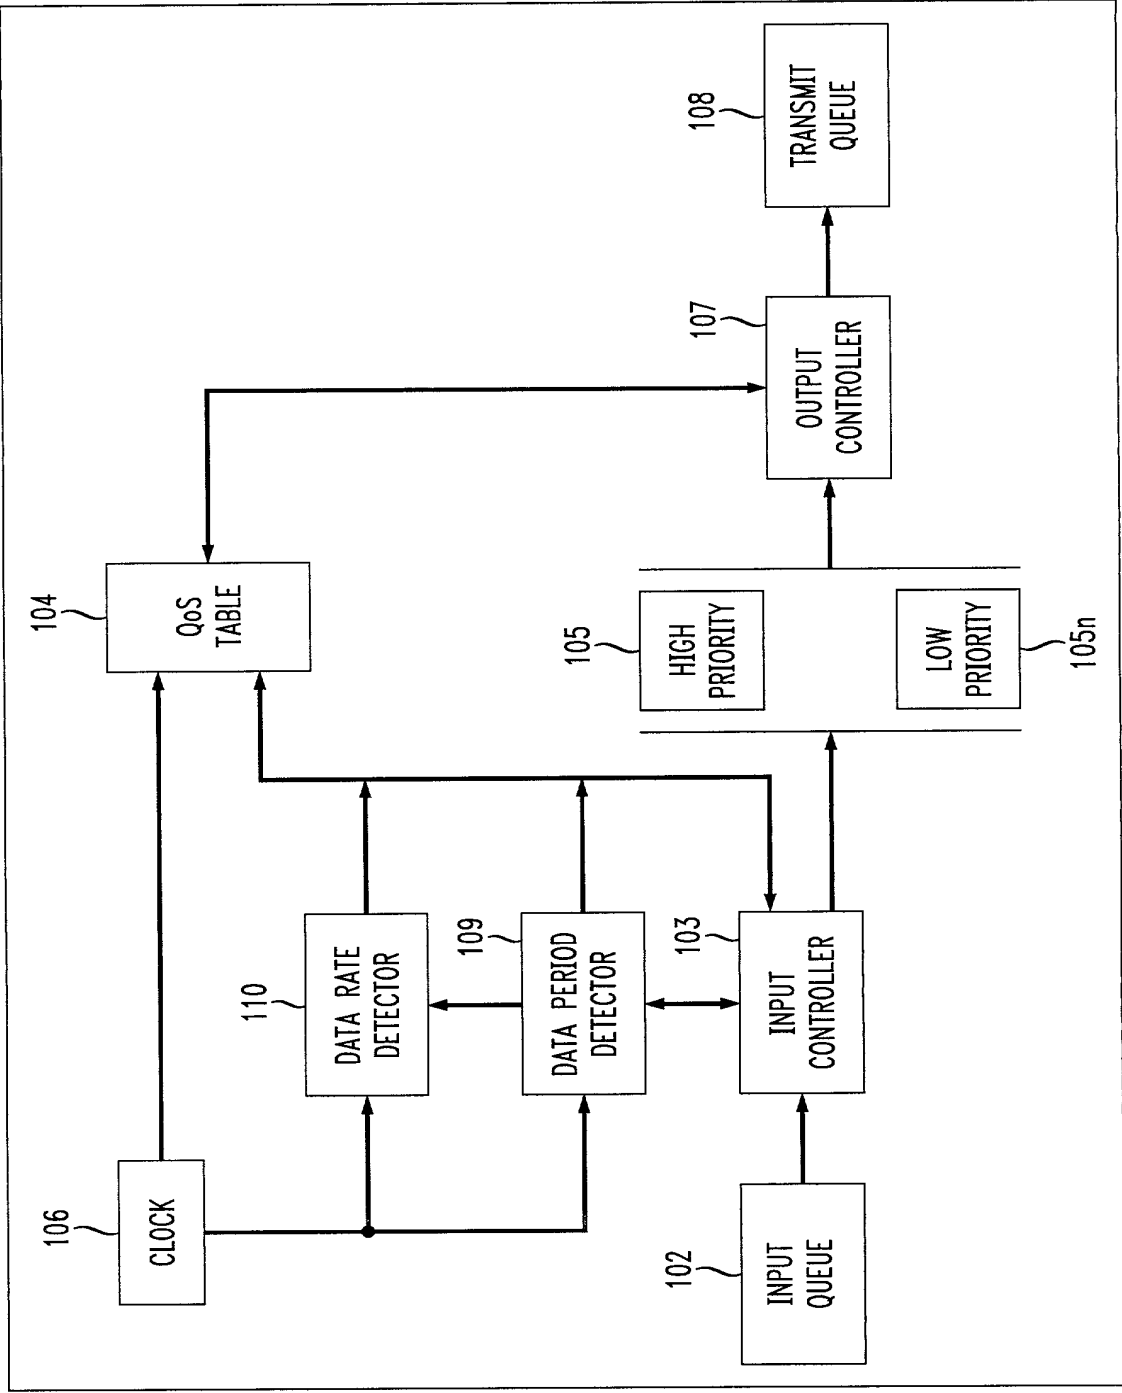 106
CLOCK
104
QoS
TABLE
110
DATA RATE
DETECTOR
109
DATA PERIOD
DETECTOR
102
INPUT
QUEUE
103
INPUT
CONTROLLER
105
HIGH
PRIORITY
LOW
PRIORITY
105n
107
OUTPUT
CONTROLLER
108
TRANSMIT
QUEUE